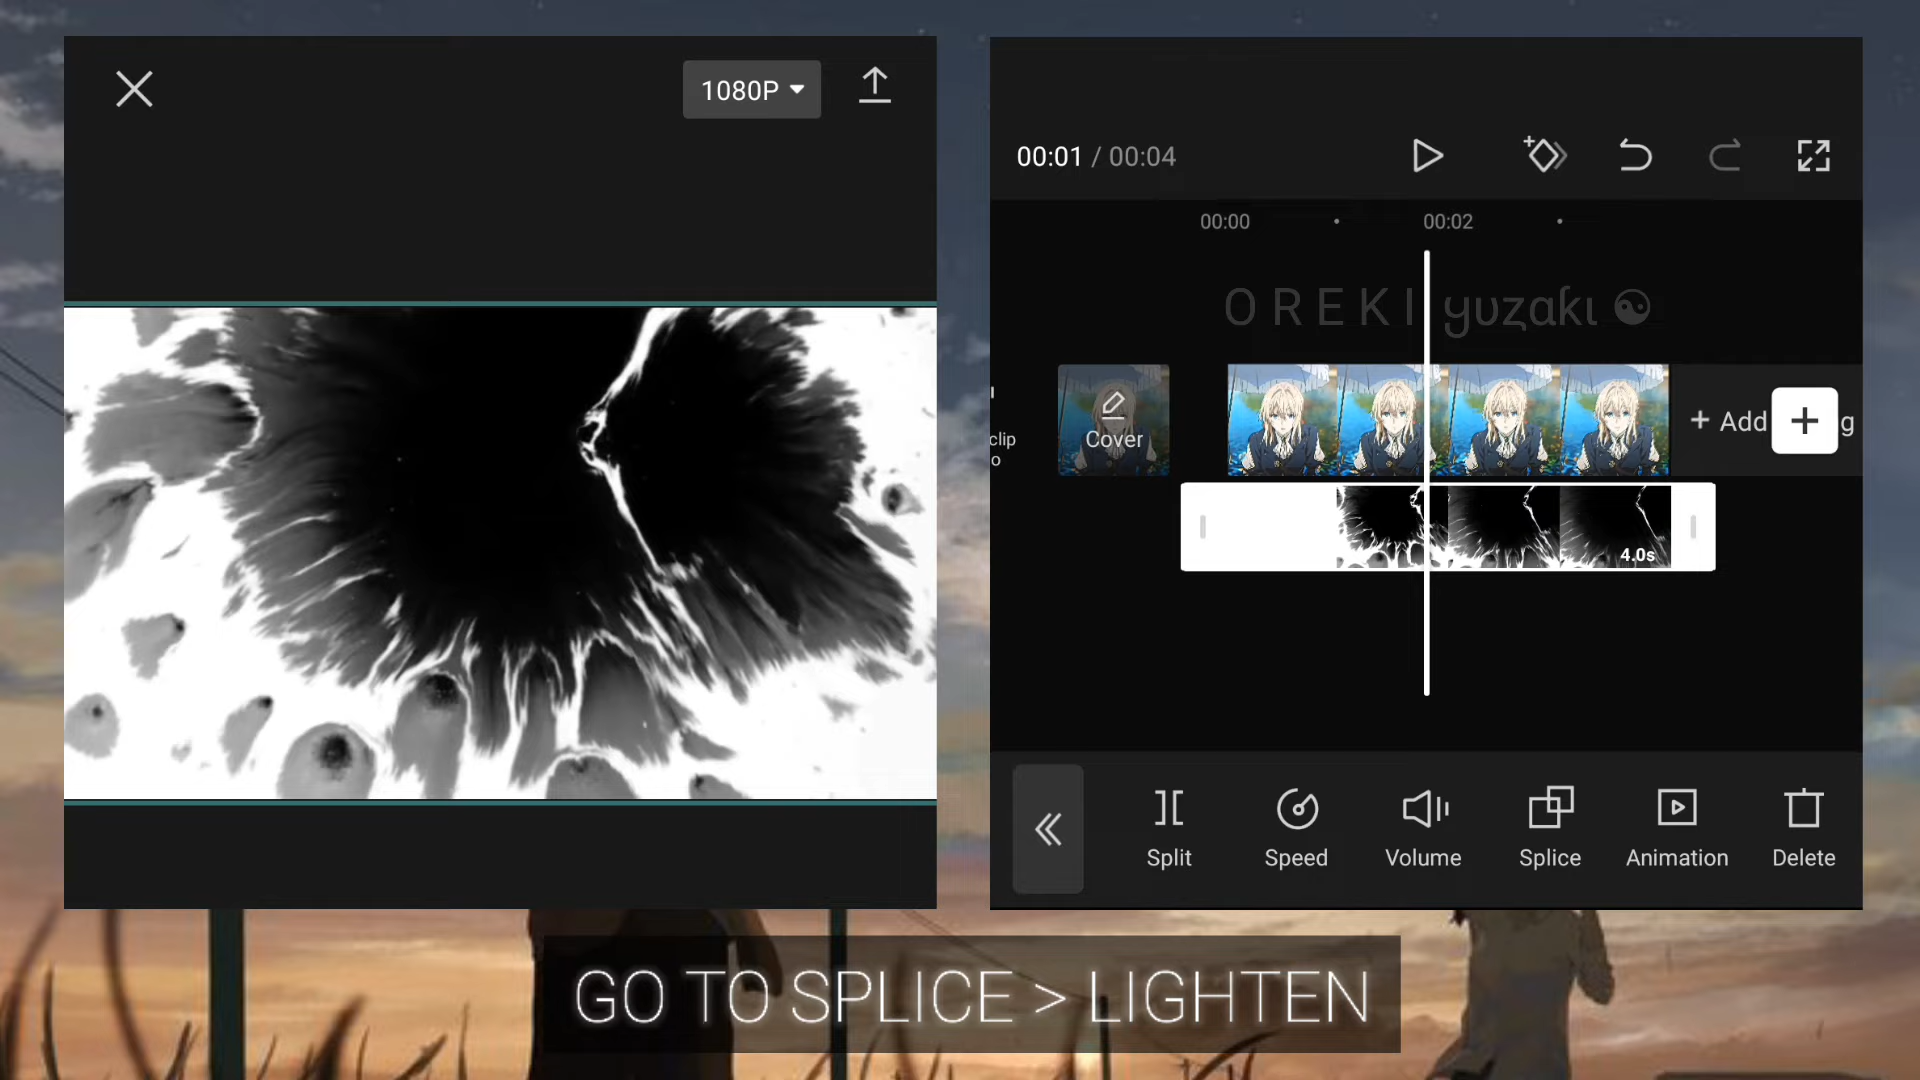 1080P
00:01 / 00:04
00:00
00:02
OREKI yuzaki
clip
Cover
+ Add
g
4.0s
Split
Speed
Volume
Splice
Animation
Delete
GO TO SPLICE > LIGHTEN